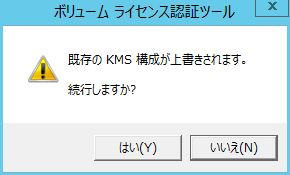 ボリューム ライセンス認証ツール
x
既存の KMS 構成が上書きされます。
続行しますか?
はい(Y)
いいえ(N)